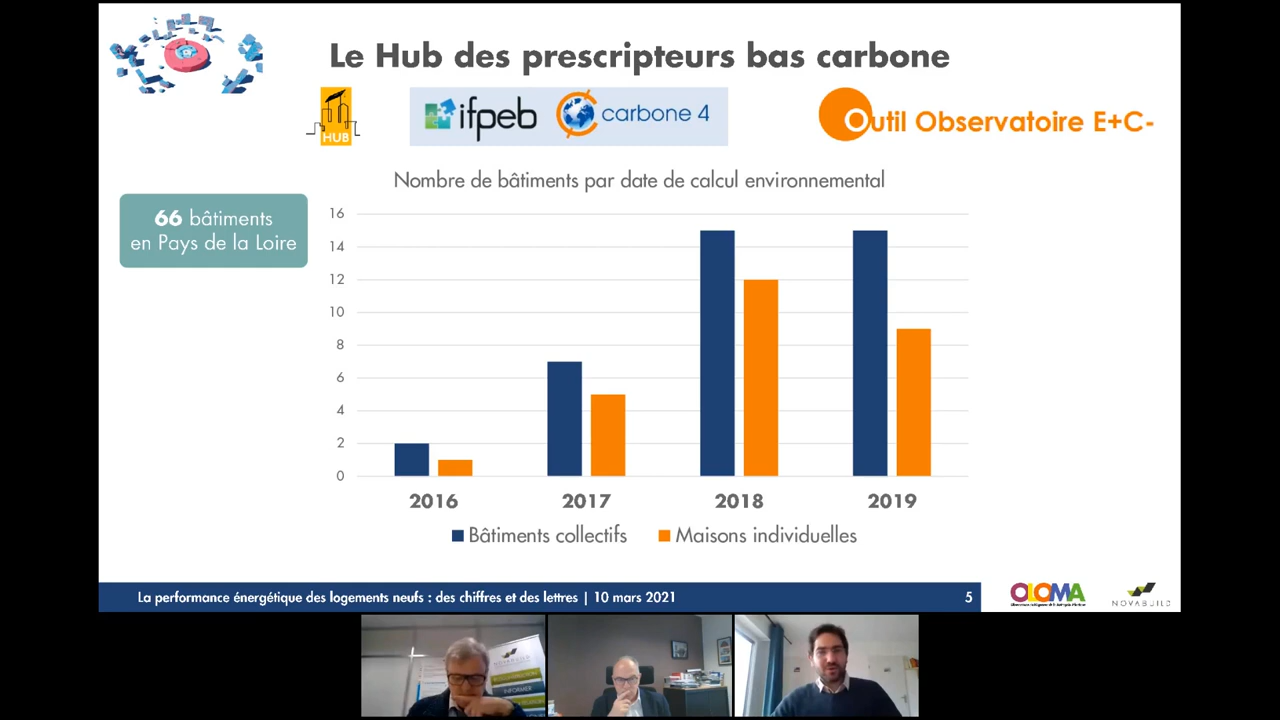 Le Hub des prescripteurs bas carbone
HUB
ifpeb
carbone 4
Outil Observatoire E+C-
Nombre de bâtiments par date de calcul environnemental
66 bâtiments
en Pays de la Loire
16
14
12
10
8
6
4
2
0
2016
2017
2018
2019
Bâtiments collectifs
Maisons individuelles
La performance énergétique des logements neufs : des chiffres et des lettres | 10 mars 2021
5
OLOMA
NOVABUILD
NOVABUILD
INFORMER